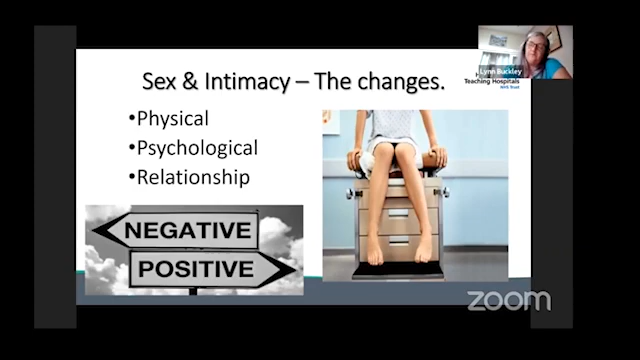 Sex & Intimacy – The changes.
Lynn Buckley
Teaching Hospitals
NHS Trust
•Physical
•Psychological
•Relationship
NEGATIVE
POSITIVE
zoom